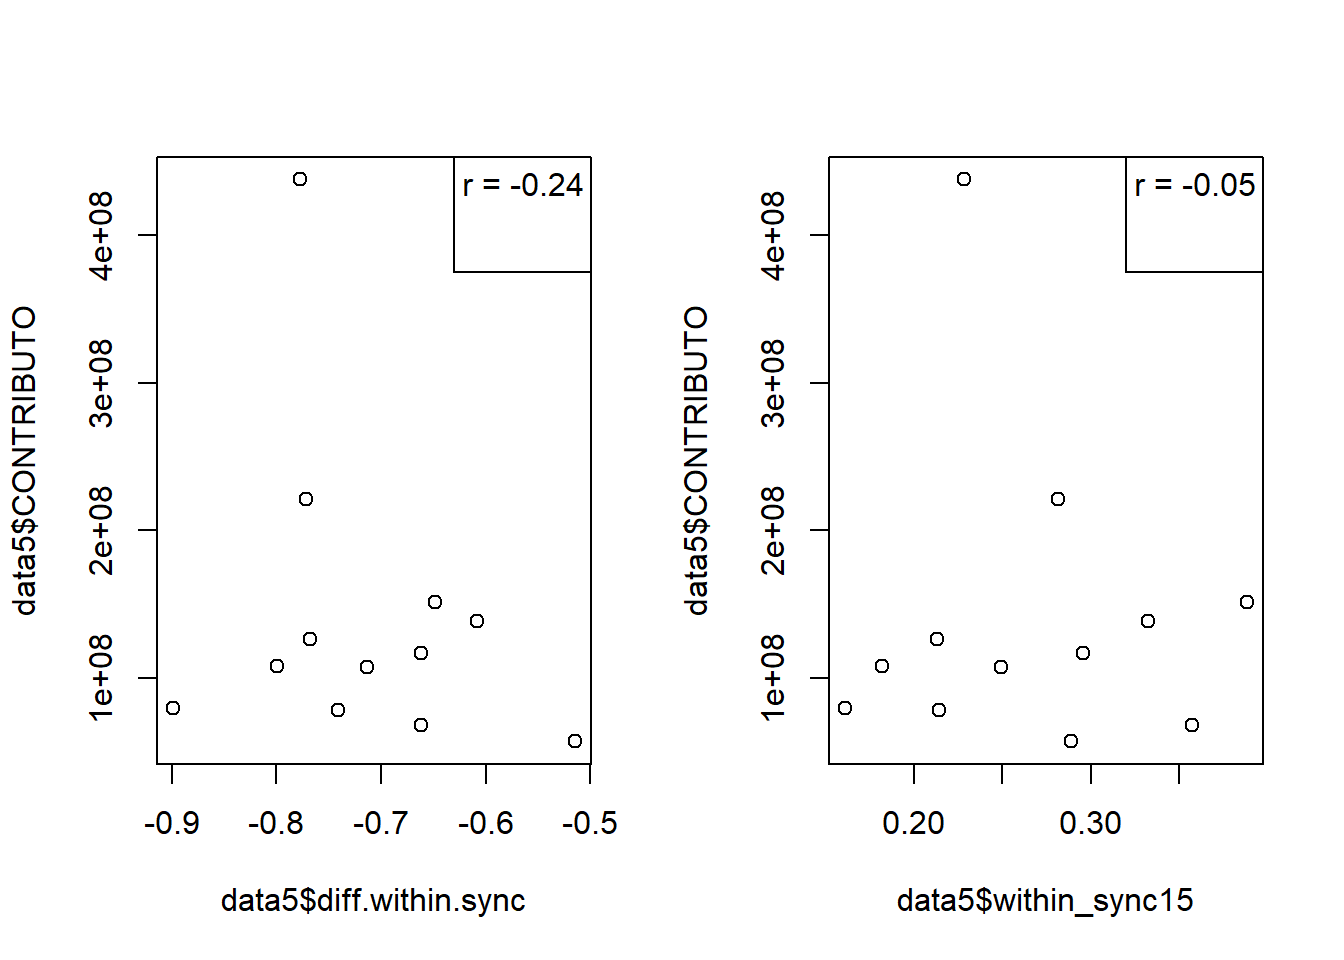 r = -0.24
4e+08
3e+08
2e+08
1e+08
data5$CONTRIBUTO
-0.9 -0.8 -0.7 -0.6 -0.5
data5$diff.within.sync
r = -0.05
4e+08
3e+08
2e+08
1e+08
data5$CONTRIBUTO
0.20 0.30
data5$within_sync15